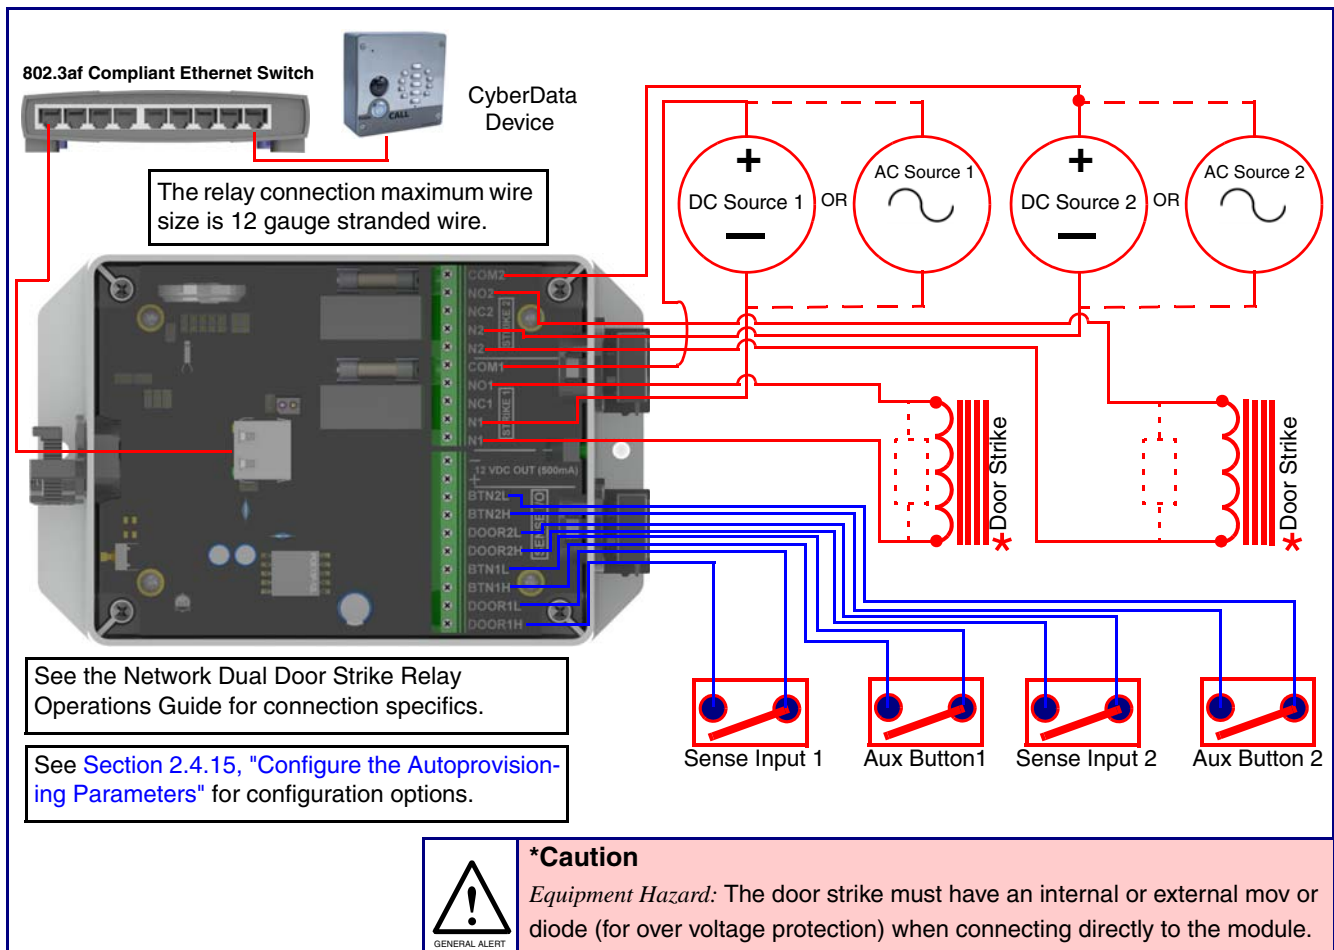 802.3af Compliant Ethernet Switch
CALL
CyberData
Device
The relay connection maximum wire
size is 12 gauge stranded wire.
+
DC Source 1
—
OR
AC Source 1
+
DC Source 2
—
OR
AC Source 2
COM2
NO2
NC2
N2
N2
STRIKE 2
COM1
NO1
NC1
N1
N1
STRIKE 1
−
12 VDC OUT (500mA)
+
BTN2L
BTN2H
DOOR2L
DOOR2H
BTN1L
BTN1H
DOOR1L
DOOR1H
*Door Strike
*Door Strike
Sense Input 1
Aux Button1
Sense Input 2
Aux Button 2
See the Network Dual Door Strike Relay
Operations Guide for connection specifics.
See Section 2.4.15, "Configure the Autoprovision-
ing Parameters" for configuration options.
GENERAL ALERT
*Caution
Equipment Hazard: The door strike must have an internal or external mov or
diode (for over voltage protection) when connecting directly to the module.